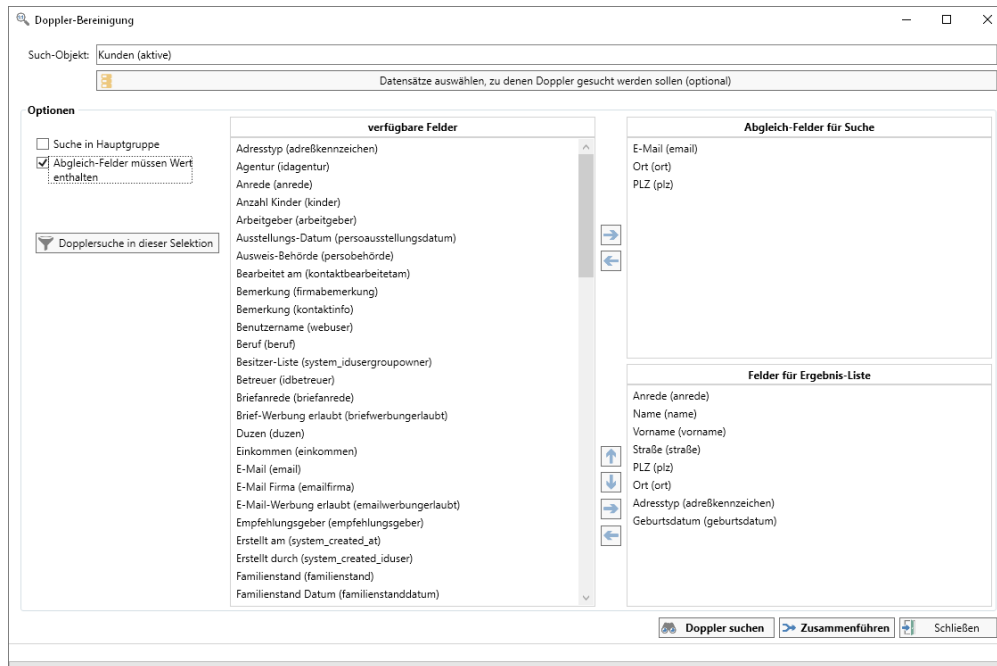 Doppler-Bereinigung
Such-Objekt: Kunden (aktive)
Datensätze auswählen, zu denen Doppler gesucht werden sollen (optional)
Optionen
Suche in Hauptgruppe
Abgleich-Felder müssen Wert
enthalten
Dopplersuche in dieser Selektion
verfügbare Felder
Adresstyp (adreßkennzeichen)
Agentur (idagentur)
Anrede (anrede)
Anzahl Kinder (kinder)
Arbeitgeber (arbeitgeber)
Ausstellungs-Datum (persoausstellungsdatum)
Ausweis-Behörde (persobehörde)
Bearbeitet am (kontaktbearbeitetam)
Bemerkung (firmabemerkung)
Bemerkung (kontaktinfo)
Benutzername (webuser)
Beruf (beruf)
Besitzer-Liste (system_idusergroupowner)
Betreuer (idbetreuer)
Briefanrede (briefanrede)
Brief-Werbung erlaubt (briefwerbungerlaubt)
Duzen (duzen)
Einkommen (einkommen)
E-Mail (email)
E-Mail Firma (emailfirma)
E-Mail-Werbung erlaubt (emailwerbungerlaubt)
Empfehlungsgeber (empfehlungsgeber)
Erstellt am (system_created_at)
Erstellt durch (system_created_iduser)
Familienstand (familienstand)
Familienstand Datum (familienstanddatum)
Abgleich-Felder für Suche
E-Mail (email)
Ort (ort)
PLZ (plz)
Felder für Ergebnis-Liste
Anrede (anrede)
Name (name)
Vorname (vorname)
Straße (straße)
PLZ (plz)
Ort (ort)
Adresstyp (adreßkennzeichen)
Geburtsdatum (geburtsdatum)
Doppler suchen
Zusammenführen
Schließen